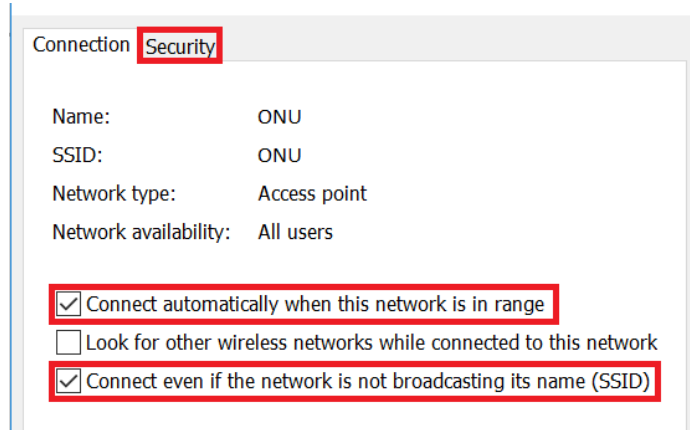 Connection Security
Name: ONU
SSID: ONU
Network type: Access point
Network availability: All users
Connect automatically when this network is in range
Look for other wireless networks while connected to this network
Connect even if the network is not broadcasting its name (SSID)